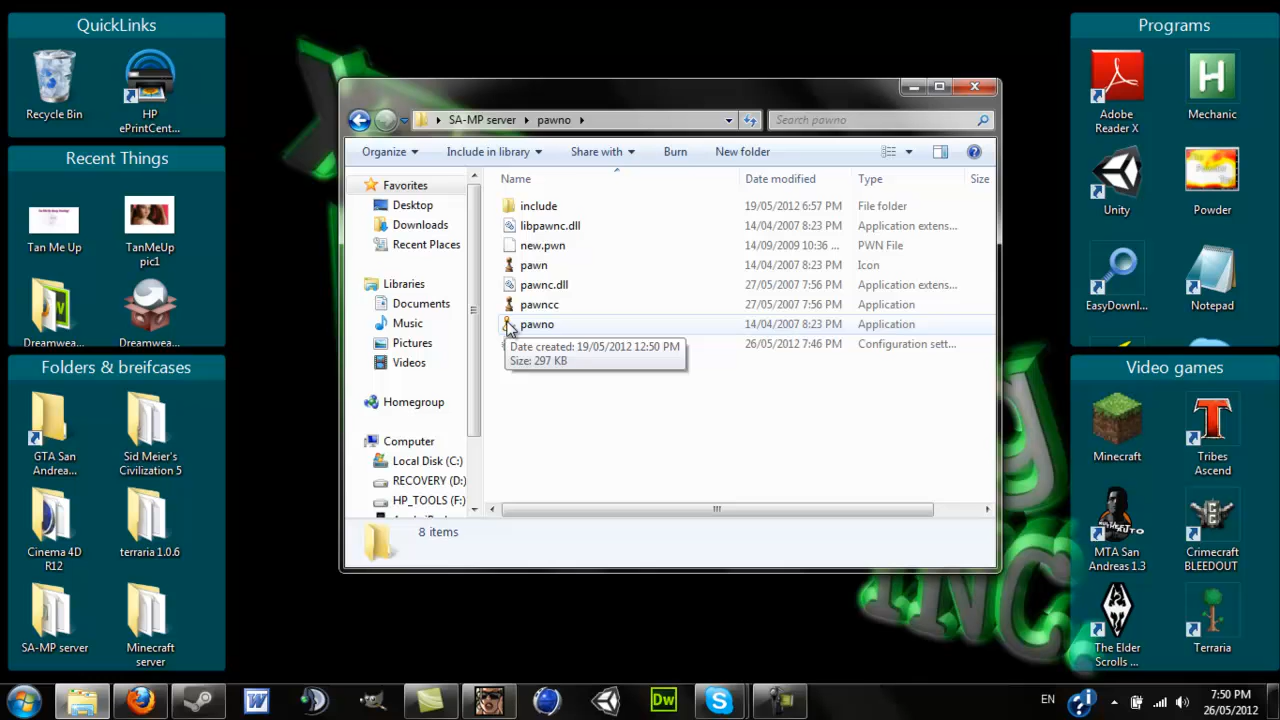 QuickLinks
Recycle Bin
HP
ePrintCent...
Recent Things
Tan Me Up
TanMeUp
pic1
Dreamwea...
Dreamwe...
Folders & breifcases
GTA San
Andrea...
Sid Meier's
Civilization 5
Cinema 4D
R12
terraria 1.0.6
SA-MP server
Minecraft
server
SA-MP server
pawno
Search pawno
Organize
Include in library
Share with
Burn
New folder
Favorites
Desktop
Downloads
Recent Places
Libraries
Documents
Music
Pictures
Videos
Homegroup
Computer
Local Disk (C:)
RECOVERY (D:)
HP_TOOLS (F:)
Name Date modified Type Size
include 19/05/2012 6:57 PM File folder
libpawnc.dll 14/04/2007 8:23 PM Application extens...
new.pwn 14/09/2009 10:36 ... PWN File
pawn 14/04/2007 8:23 PM Icon
pawnc.dll 27/05/2007 7:56 PM Application extens...
pawncc 27/05/2007 7:56 PM Application
pawno 14/04/2007 8:23 PM Application
26/05/2012 7:46 PM Configuration sett...
Date created: 19/05/2012 12:50 PM
Size: 297 KB
8 items
Programs
Adobe
Reader X
Mechanic
Unity
Powder
EasyDownl...
Notepad
Video games
Minecraft
Tribes
Ascend
MTA San
Andreas 1.3
Crimecraft
BLEEDOUT
The Elder
Scrolls ...
Terraria
INC.
EN
7:50 PM
26/05/2012